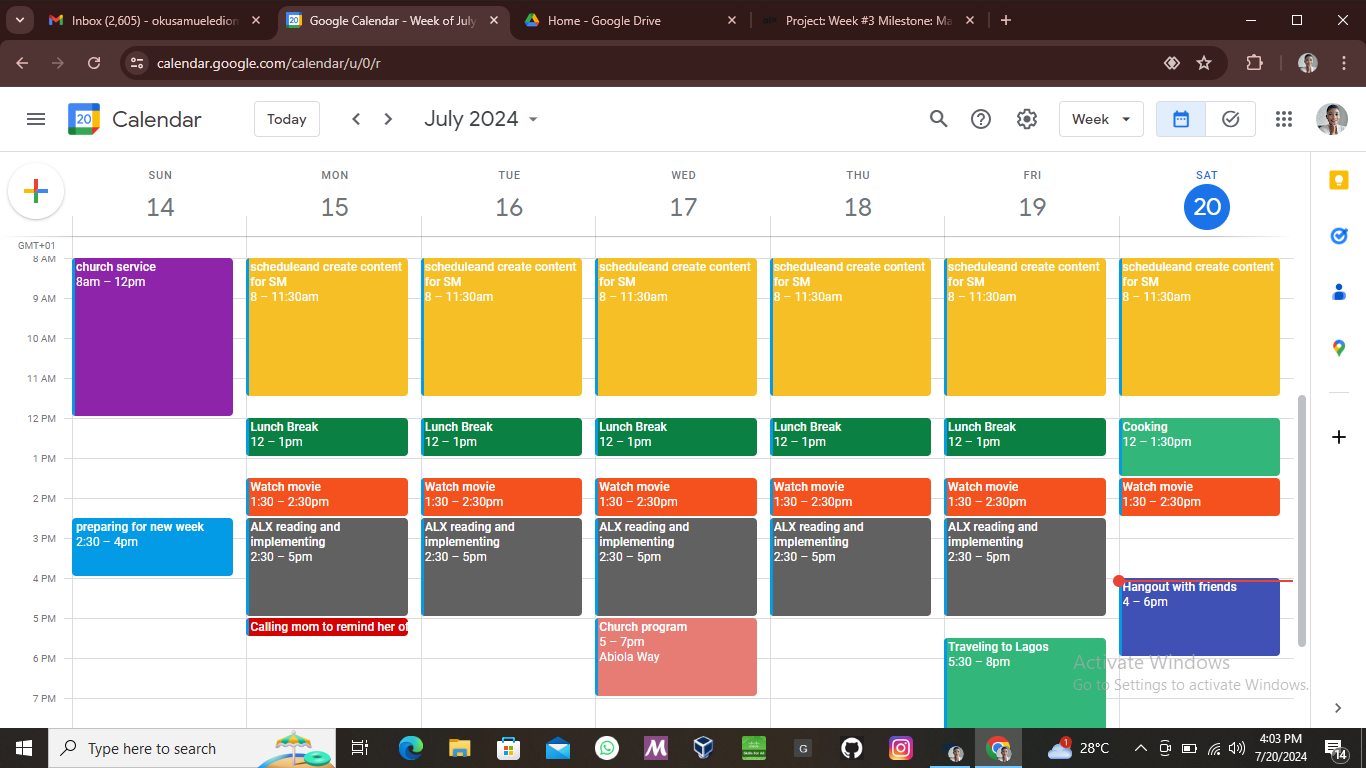 Inbox (2,605) - okusamueledion
Google Calendar - Week of July
Home - Google Drive
Project: Week #3 Milestone: Ma
calendar.google.com/calendar/u/0/r
20
Calendar
Today
July 2024
Week
SUN
MON
TUE
WED
THU
FRI
SAT
14
15
16
17
18
19
20
GMT+01
8 AM
9 AM
10 AM
11 AM
12 PM
1 PM
2 PM
3 PM
4 PM
5 PM
6 PM
7 PM
church service
8am – 12pm
preparing for new week
2:30 – 4pm
scheduleand create content
for SM
8 – 11:30am
Lunch Break
12 – 1pm
Watch movie
1:30 – 2:30pm
ALX reading and
implementing
2:30 – 5pm
Calling mom to remind her of
scheduleand create content
for SM
8 – 11:30am
Lunch Break
12 – 1pm
Watch movie
1:30 – 2:30pm
ALX reading and
implementing
2:30 – 5pm
scheduleand create content
for SM
8 – 11:30am
Lunch Break
12 – 1pm
Watch movie
1:30 – 2:30pm
ALX reading and
implementing
2:30 – 5pm
Church program
5 – 7pm
Abiola Way
scheduleand create content
for SM
8 – 11:30am
Lunch Break
12 – 1pm
Watch movie
1:30 – 2:30pm
ALX reading and
implementing
2:30 – 5pm
scheduleand create content
for SM
8 – 11:30am
Lunch Break
12 – 1pm
Watch movie
1:30 – 2:30pm
ALX reading and
implementing
2:30 – 5pm
Traveling to Lagos
5:30 – 8pm
scheduleand create content
for SM
8 – 11:30am
Cooking
12 – 1:30pm
Watch movie
1:30 – 2:30pm
Hangout with friends
4 – 6pm
Activate Windows
Go to Settings to activate Windows.
Type here to search
G
1
28°C
4:03 PM
7/20/2024
14